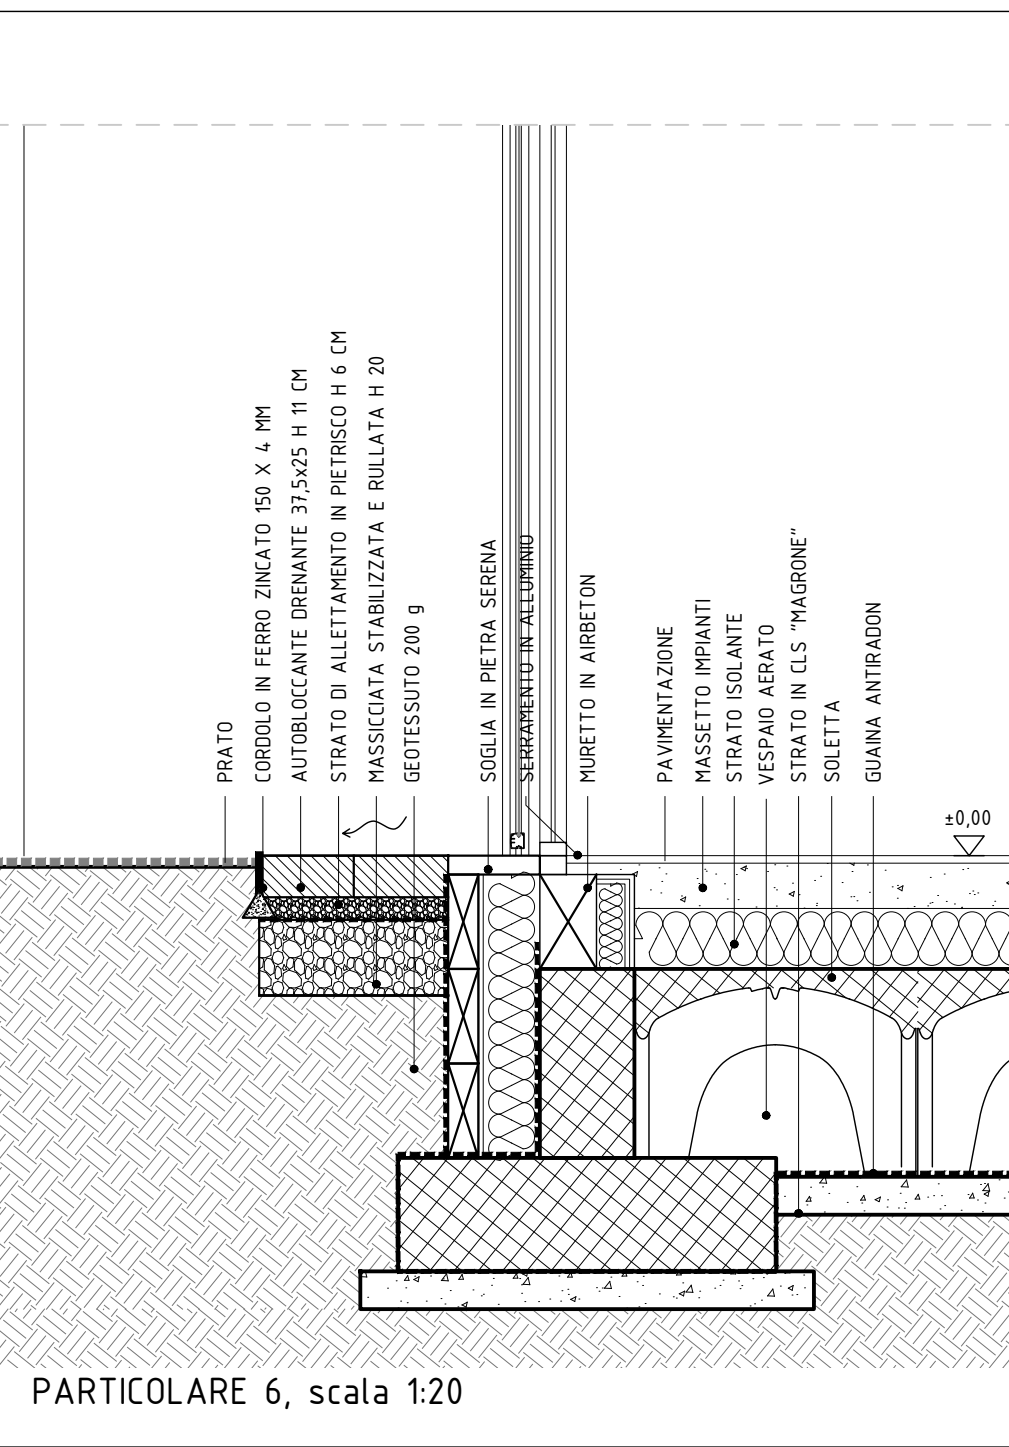 PRATO
CORDOLO IN FERRO ZINCATO 150 X 4 MM
AUTOBLOCCANTE DRENANTE 37,5x25 H 11 CM
STRATO DI ALLETTAMENTO IN PIETRISCO H 6 CM
MASSICCIATA STABILIZZATA E RULLATA H 20
GEOTESSUTO 200 g
SOGLIA IN PIETRA SERENA
SERRAMENTO IN ALLUMINIO
MURETTO IN AIRBETON
PAVIMENTAZIONE
MASSETTO IMPIANTI
STRATO ISOLANTE
VESPAIO AERATO
STRATO IN CLS "MAGRONE"
SOLETTA
GUAINA ANTIRADON
±0,00
PARTICOLARE 6, scala 1:20